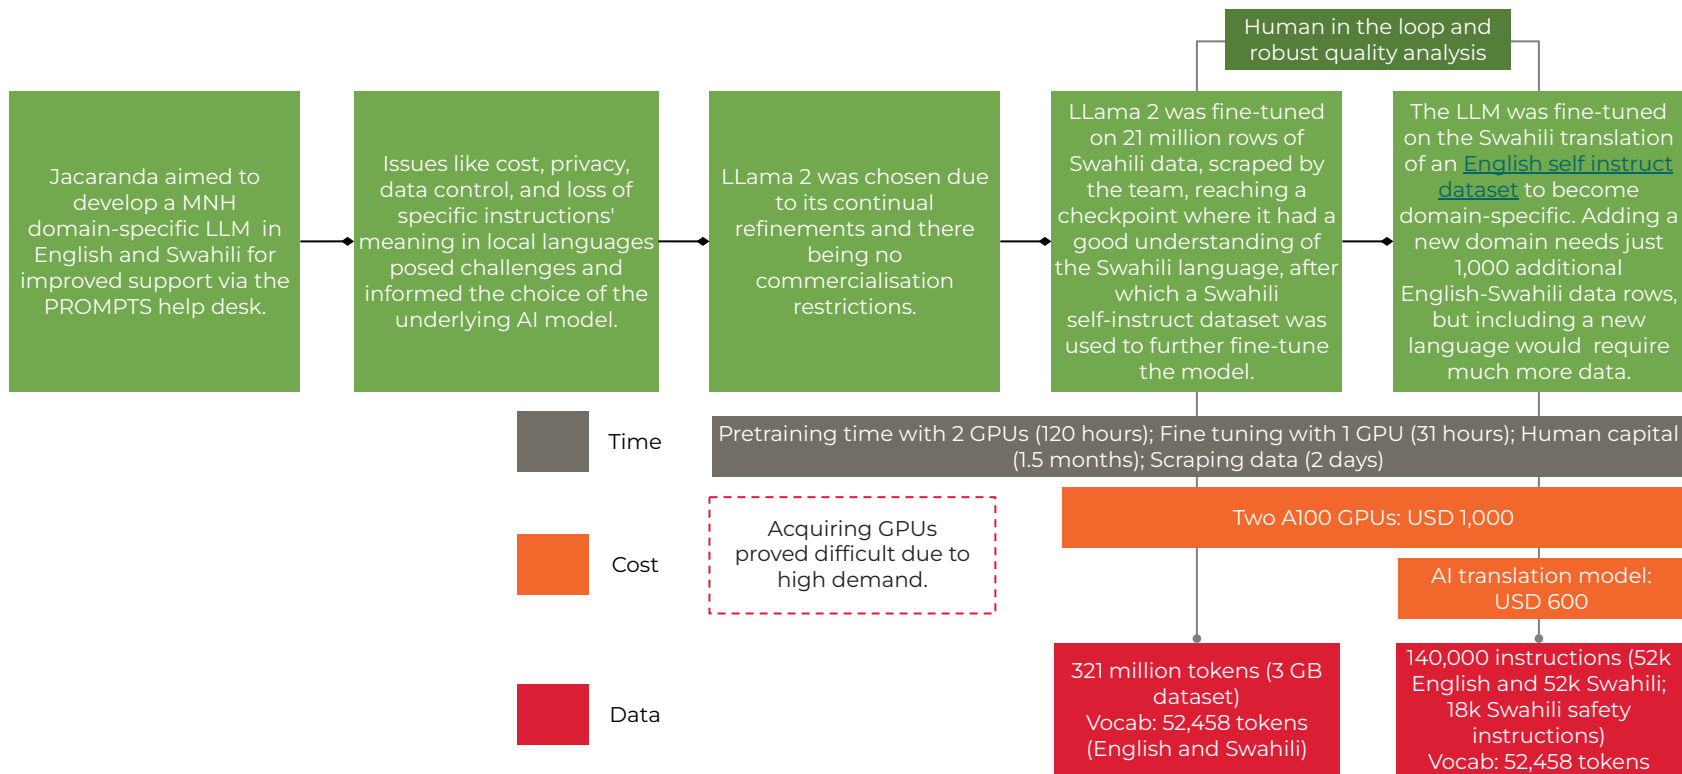 Human in the loop and
robust quality analysis
Jacaranda aimed to
develop a MNH
domain-specific LLM in
English and Swahili for
improved support via the
PROMPTS help desk.
Issues like cost, privacy,
data control, and loss of
specific instructions'
meaning in local languages
posed challenges and
informed the choice of the
underlying AI model.
LLama 2 was chosen due
to its continual
refinements and there
being no
commercialisation
restrictions.
LLama 2 was fine-tuned
on 21 million rows of
Swahili data, scraped by
the team, reaching a
checkpoint where it had a
good understanding of
the Swahili language, after
which a Swahili
self-instruct dataset was
used to further fine-tune
the model.
The LLM was fine-tuned
on the Swahili translation
of an English self instruct
dataset to become
domain-specific. Adding a
new domain needs just
1,000 additional
English-Swahili data rows,
but including a new
language would require
much more data.
Time
Pretraining time with 2 GPUs (120 hours); Fine tuning with 1 GPU (31 hours); Human capital
(1.5 months); Scraping data (2 days)
Cost
Acquiring GPUs
proved difficult due to
high demand.
Two A100 GPUs: USD 1,000
AI translation model:
USD 600
Data
321 million tokens (3 GB
dataset)
Vocab: 52,458 tokens
(English and Swahili)
140,000 instructions (52k
English and 52k Swahili;
18k Swahili safety
instructions)
Vocab: 52,458 tokens